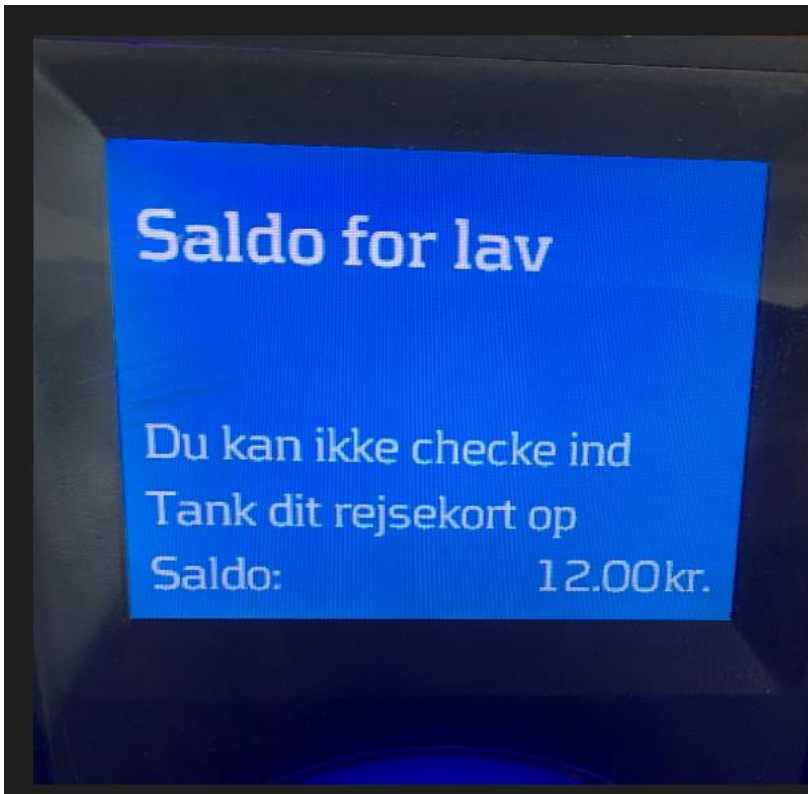 Saldo for lav
Du kan ikke checke ind
Tank dit rejsekort op
Saldo: 12.00kr.